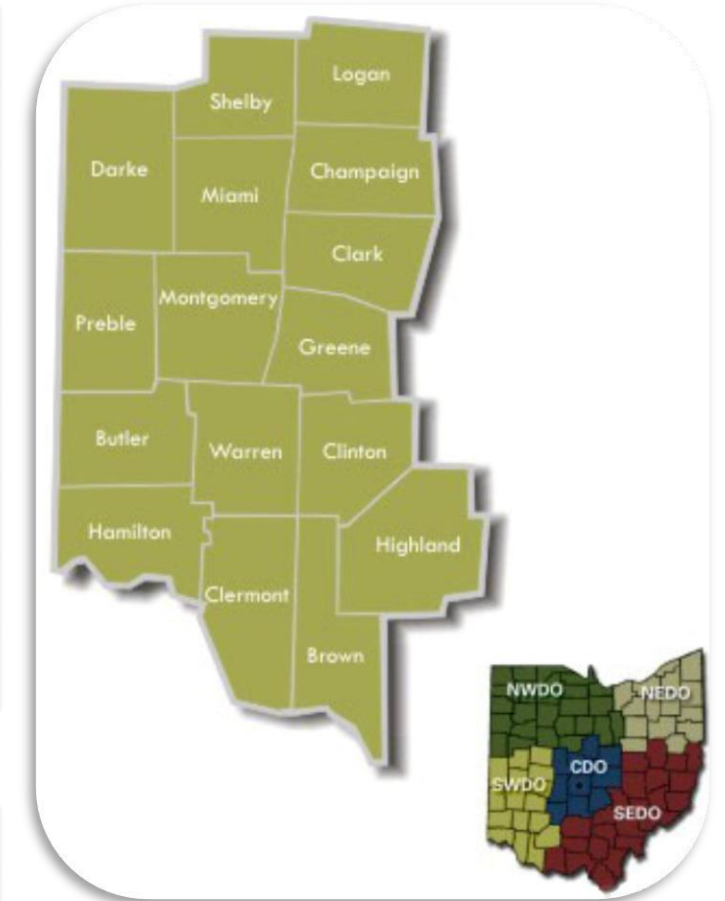 Logan
Shelby
Darke
Champaign
Miami
Clark
Montgomery
Preble
Greene
Butler
Warren
Clinton
Hamilton
Highland
Clermont
Brown
NWDO
NEDO
CDO
SWDO
SEDO